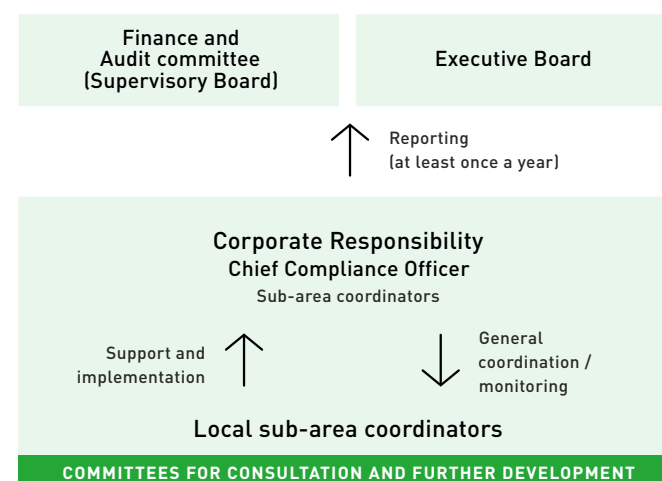 Finance and
Audit committee
(Supervisory Board)
Executive Board
Reporting
(at least once a year)
Corporate Responsibility
Chief Compliance Officer
Sub-area coordinators
Support and
implementation
General
coordination /
monitoring
Local sub-area coordinators
COMMITTEES FOR CONSULTATION AND FURTHER DEVELOPMENT